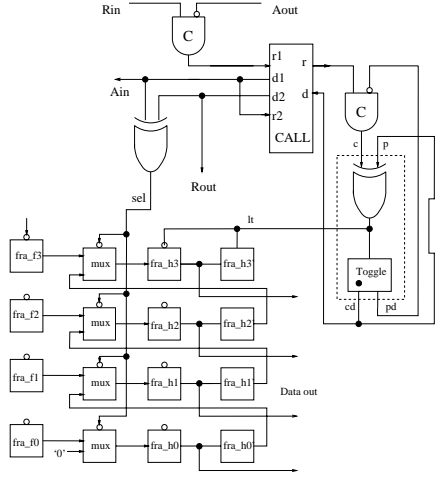 Rin
Aout
C
r1
r
d1
Ain
d2
d
r2
C
CALL
c
p
Rout
sel
lt
fra_f3
mux
fra_h3
fra_h3'
Toggle
cd
pd
fra_f2
mux
fra_h2
fra_h2'
fra_f1
mux
fra_h1
fra_h1'
Data out
fra_f0
mux
fra_h0
fra_h0'
'0'